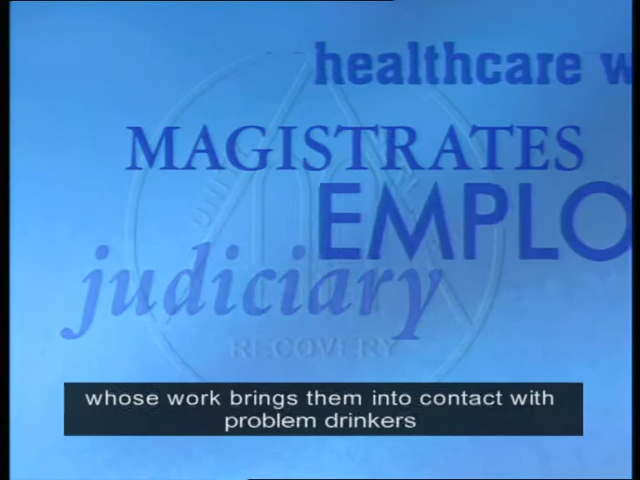 healthcare w
MAGISTRATES
EMPLO
judiciary
RECOVERY
whose work brings them into contact with
problem drinkers